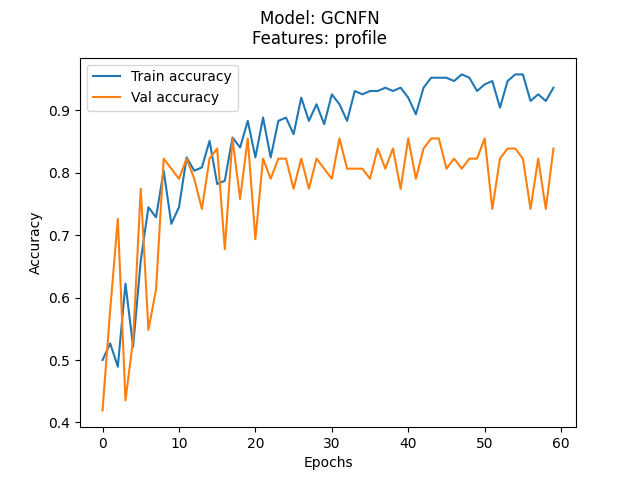 Model: GCNFN
Features: profile
Train accuracy
Val accuracy
Accuracy
0.9
0.8
0.7
0.6
0.5
0.4
0 10 20 30 40 50 60
Epochs